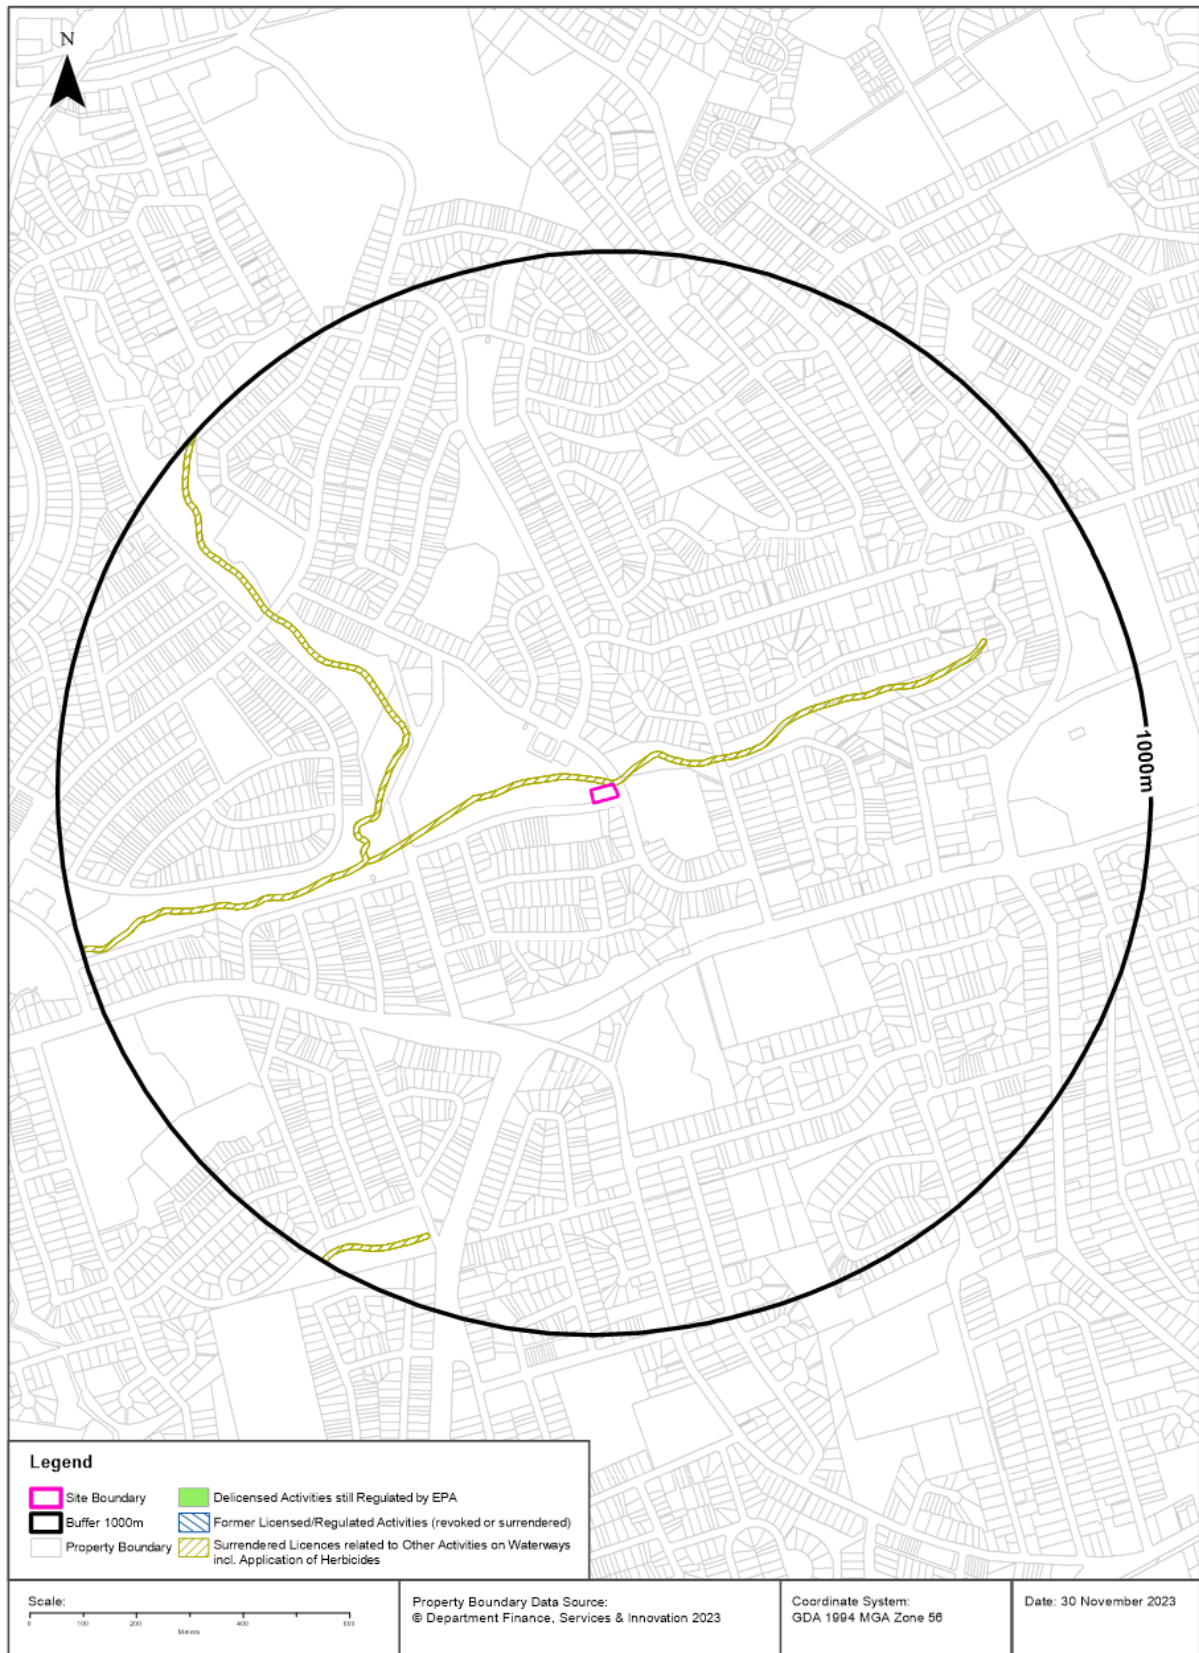 N
1000m
Legend
Site Boundary
Delicensed Activities still Regulated by EPA
Buffer 1000m
Former Licensed/Regulated Activities (revoked or surrendered)
Property Boundary
Surrendered Licences related to Other Activities on Waterways
incl. Application of Herbicides
Scale:
0 100 200 400 600
Meters
Property Boundary Data Source:
© Department Finance, Services & Innovation 2023
Coordinate System:
GDA 1994 MGA Zone 56
Date: 30 November 2023